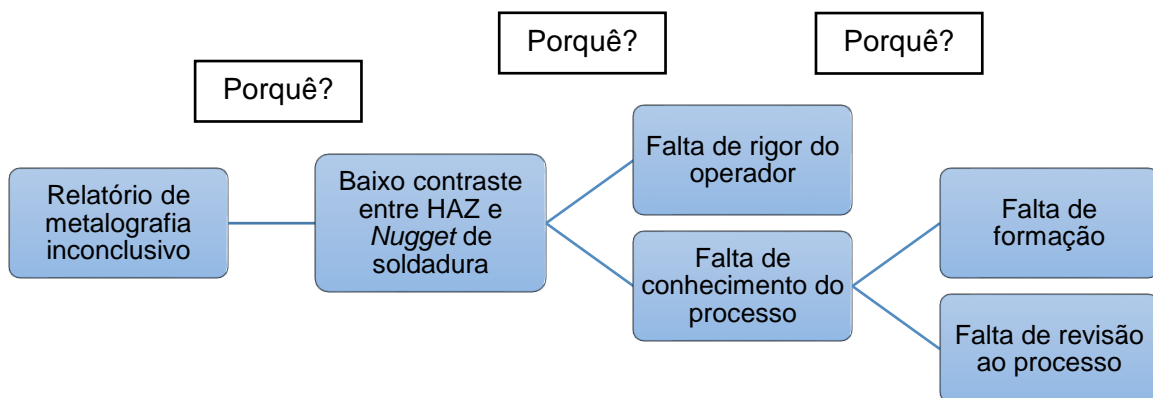 Porquê?
Porquê?
Porquê?
Relatório de
metalografia
inconclusivo
Baixo contraste
entre HAZ e
Nugget de
soldadura
Falta de rigor do
operador
Falta de
conhecimento do
processo
Falta de
formação
Falta de revisão
ao processo